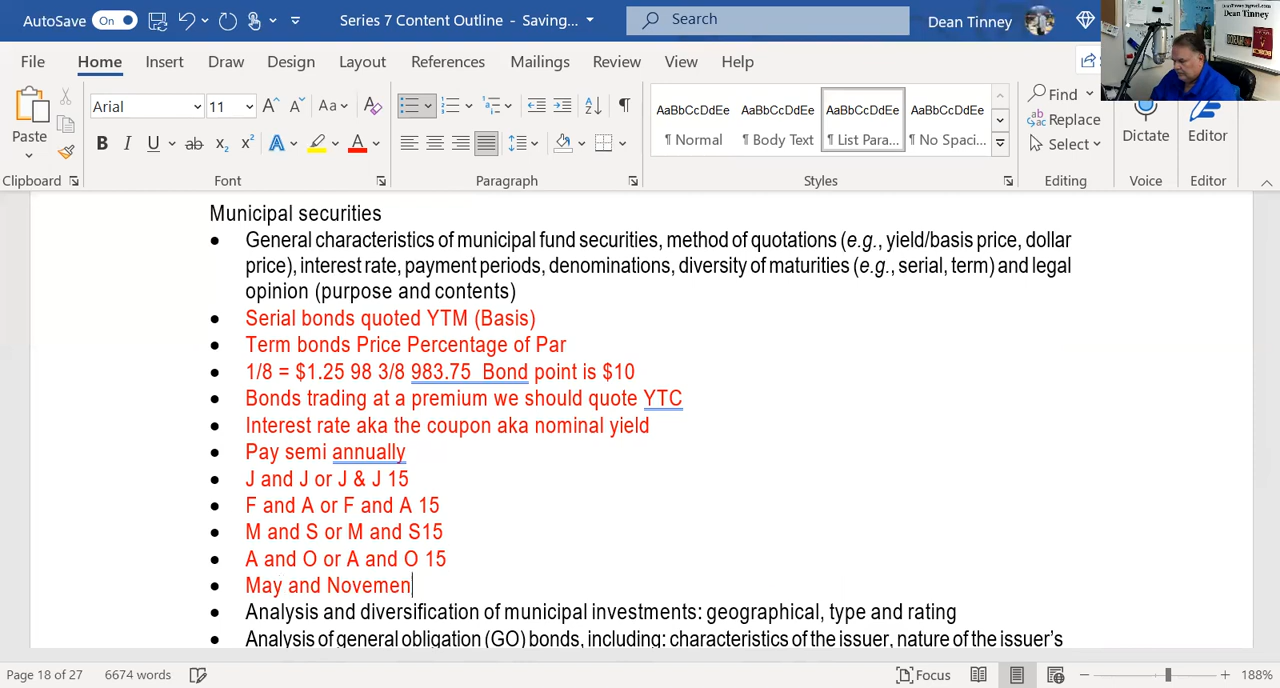 AutoSave On Series 7 Content Outline - Saving... Search Dean Tinney
Dean Tinney
File Home Insert Draw Design Layout References Mailings Review View Help
Paste
Arial 11
Aa
B I U ab x2 x2 A A
AaBbCcDdEe AaBbCcDdEe AaBbCcDdEe AaBbCcDdEe
¶ Normal ¶ Body Text ¶ List Para... ¶ No Spaci...
Find
Replace
Select
Dictate Editor
Clipboard Font Paragraph Styles Editing Voice Editor
Municipal securities
• General characteristics of municipal fund securities, method of quotations (e.g., yield/basis price, dollar
price), interest rate, payment periods, denominations, diversity of maturities (e.g., serial, term) and legal
opinion (purpose and contents)
• Serial bonds quoted YTM (Basis)
• Term bonds Price Percentage of Par
• 1/8 = $1.25 98 3/8 983.75 Bond point is $10
• Bonds trading at a premium we should quote YTC
• Interest rate aka the coupon aka nominal yield
• Pay semi annually
• J and J or J & J 15
• F and A or F and A 15
• M and S or M and S15
• A and O or A and O 15
• May and Novemen
• Analysis and diversification of municipal investments: geographical, type and rating
• Analysis of general obligation (GO) bonds, including: characteristics of the issuer, nature of the issuer's
Page 18 of 27 6674 words Focus 188%